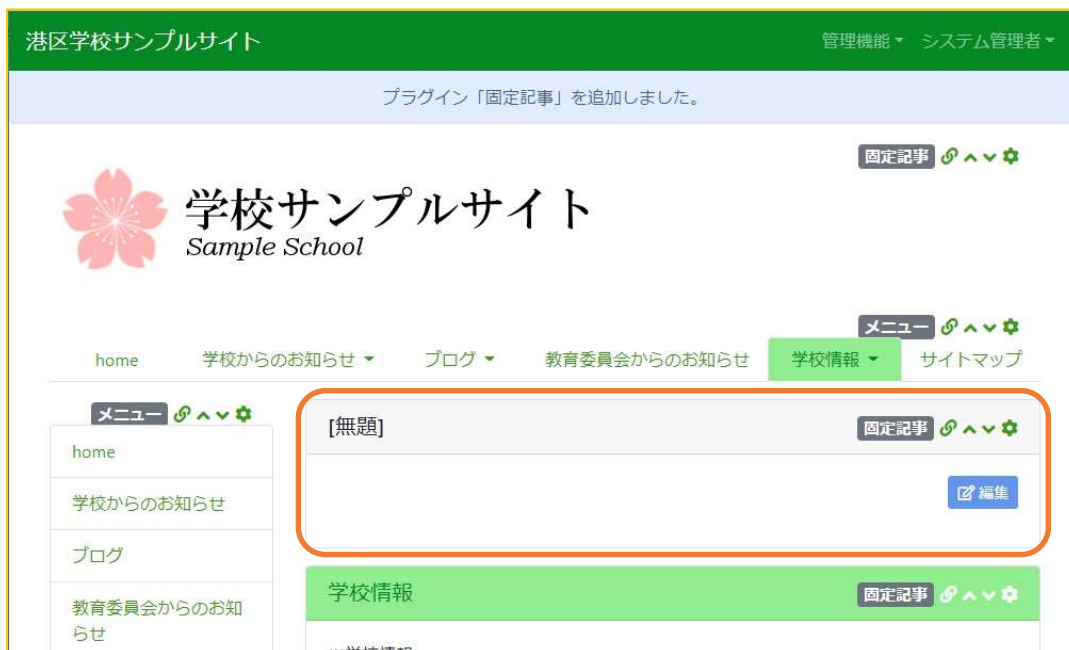 港区学校サンプルサイト
管理機能 システム管理者
プラグイン「固定記事」を追加しました。
固定記事
学校サンプルサイト
Sample School
メニュー
home 学校からのお知らせ ブログ 教育委員会からのお知らせ 学校情報 サイトマップ
メニュー
home
学校からのお知らせ
ブログ
教育委員会からのお知
らせ
[無題] 固定記事
編集
学校情報 固定記事